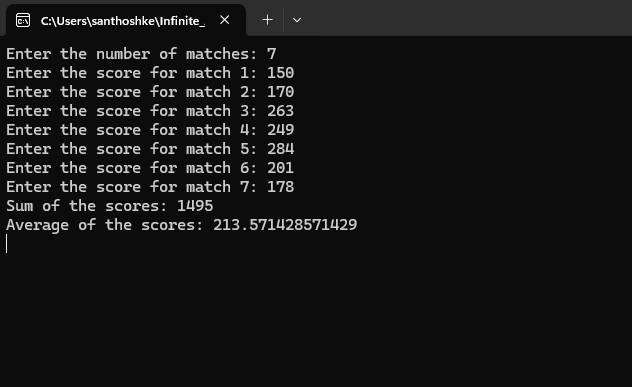 C:\Users\santhoshke\Infinite_
Enter the number of matches: 7
Enter the score for match 1: 150
Enter the score for match 2: 170
Enter the score for match 3: 263
Enter the score for match 4: 249
Enter the score for match 5: 284
Enter the score for match 6: 201
Enter the score for match 7: 178
Sum of the scores: 1495
Average of the scores: 213.571428571429